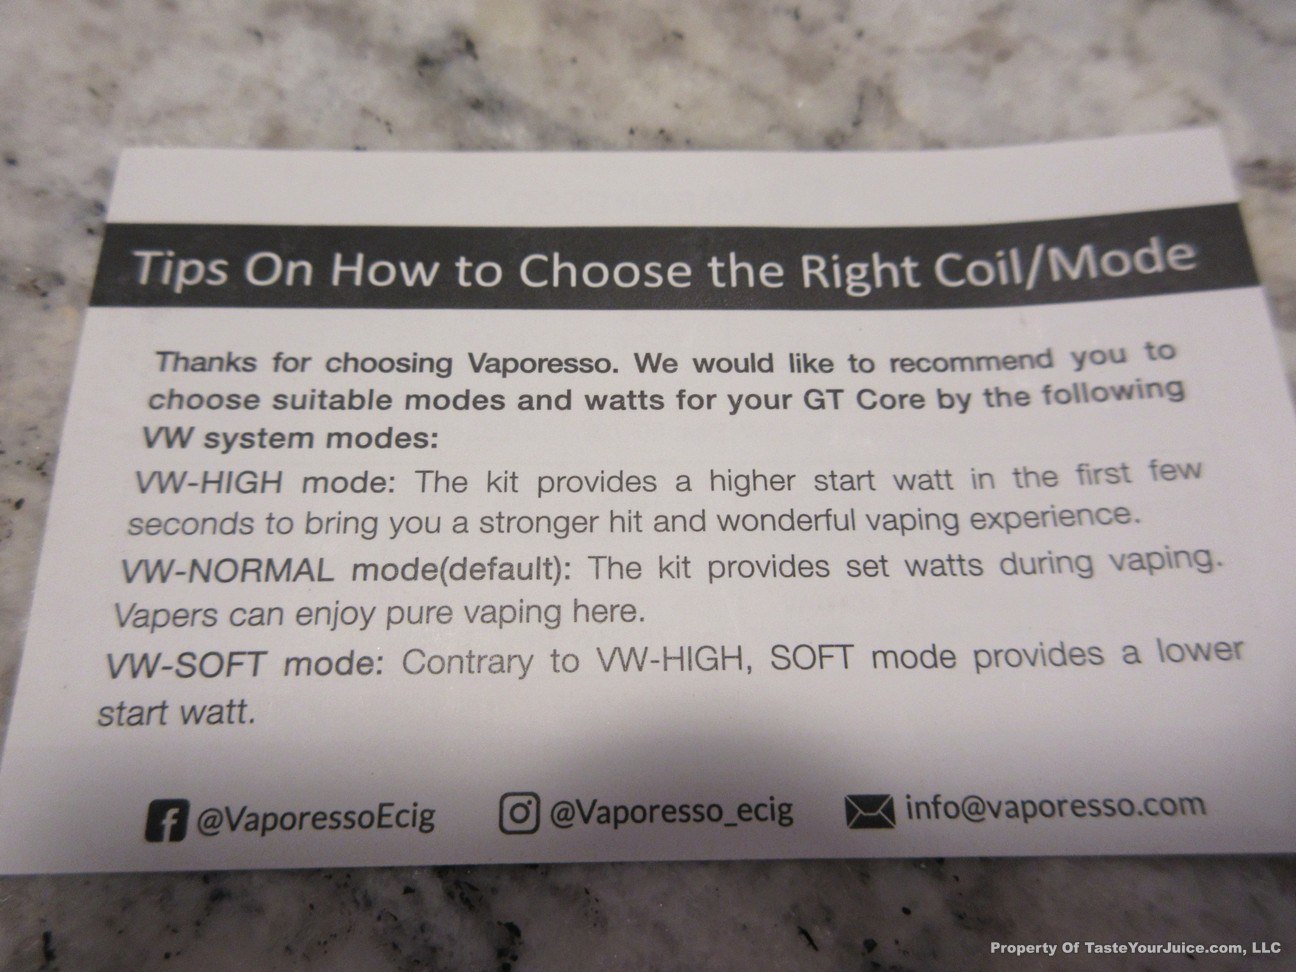 Tips On How to Choose the Right Coil/Mode
Thanks for choosing Vaporesso. We would like to recommend you to
choose suitable modes and watts for your GT Core by the following
VW system modes:
VW-HIGH mode: The kit provides a higher start watt in the first few
seconds to bring you a stronger hit and wonderful vaping experience.
VW-NORMAL mode(default): The kit provides set watts during vaping.
Vapers can enjoy pure vaping here.
VW-SOFT mode: Contrary to VW-HIGH, SOFT mode provides a lower
start watt.
@VaporessoEcig @Vaporesso_ecig info@vaporesso.com
Property Of TasteYourJuice.com, LLC